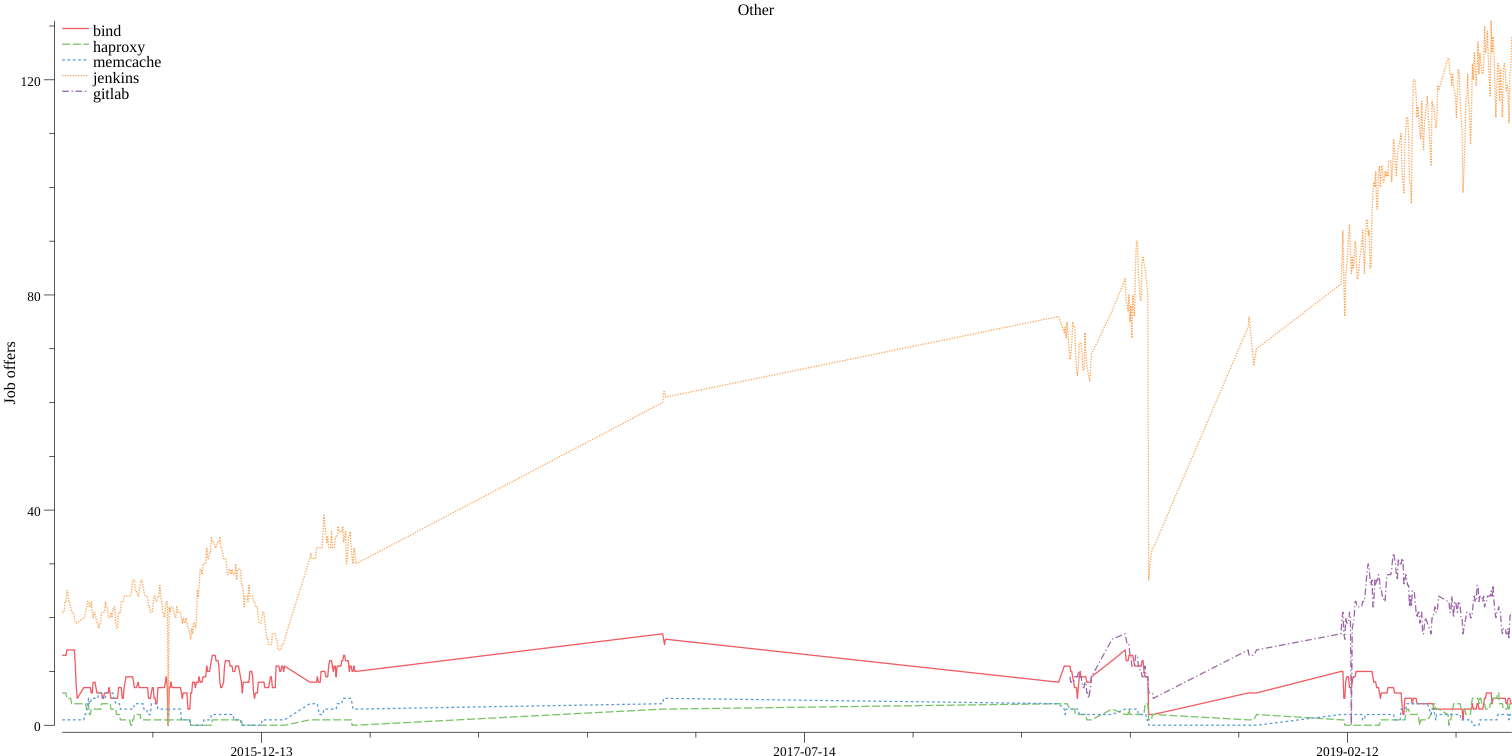 Other
bind
haproxy
memcache
jenkins
gitlab
120
80
40
0
Job offers
2015-12-13
2017-07-14
2019-02-12